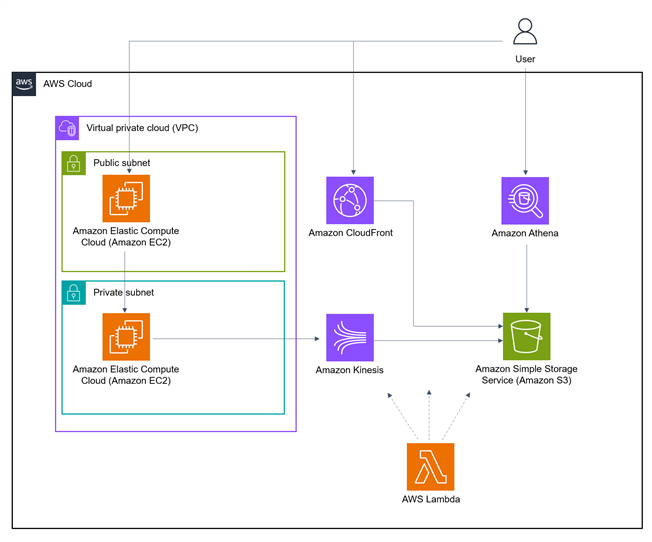 User
aws
AWS Cloud
Virtual private cloud (VPC)
Public subnet
Amazon Elastic Compute
Cloud (Amazon EC2)
Amazon CloudFront
Amazon Athena
Private subnet
Amazon Elastic Compute
Cloud (Amazon EC2)
Amazon Kinesis
Amazon Simple Storage
Service (Amazon S3)
AWS Lambda